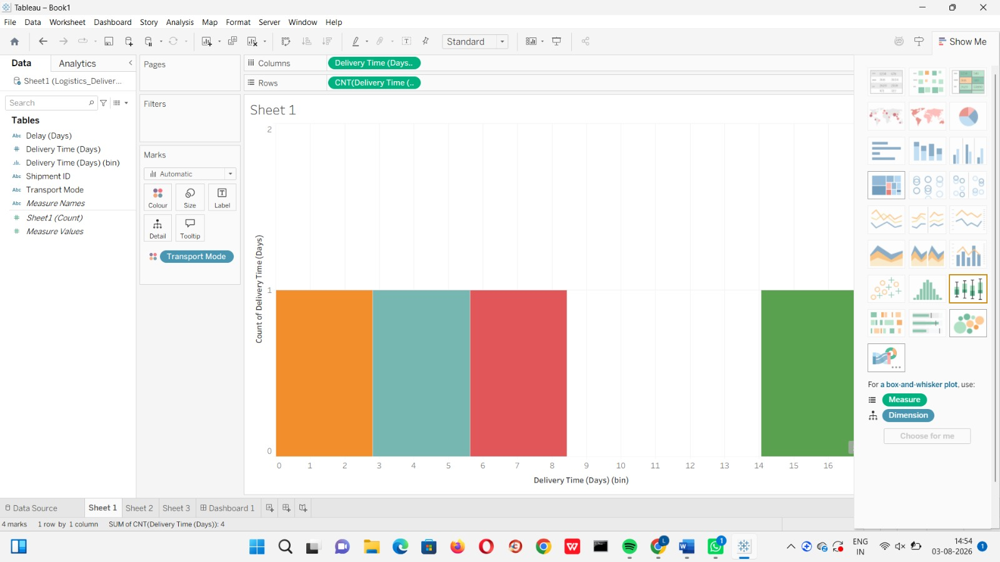 Tableau – Book1
File Data Worksheet Dashboard Story Analysis Map Format Server Window Help
Standard
Show Me
Data Analytics
Sheet1 (Logistics_Deliver...
Search
Tables
Abc Delay (Days)
# Delivery Time (Days)
Delivery Time (Days) (bin)
Abc Shipment ID
Abc Transport Mode
Abc Measure Names
# Sheet1 (Count)
# Measure Values
Pages
Filters
Marks
Automatic
Colour Size Label
Detail Tooltip
Transport Mode
Columns Delivery Time (Days..
Rows CNT(Delivery Time (..
Sheet 1
Count of Delivery Time (Days)
2
1
0
0 1 2 3 4 5 6 7 8 9 10 11 12 13 14 15 16
Delivery Time (Days) (bin)
For a box-and-whisker plot, use:
Measure
Dimension
Choose for me
Data Source Sheet 1 Sheet 2 Sheet 3 Dashboard 1
4 marks 1 row by 1 column SUM of CNT(Delivery Time (Days)): 4
ENG
IN
14:54
03-08-2026
1
1